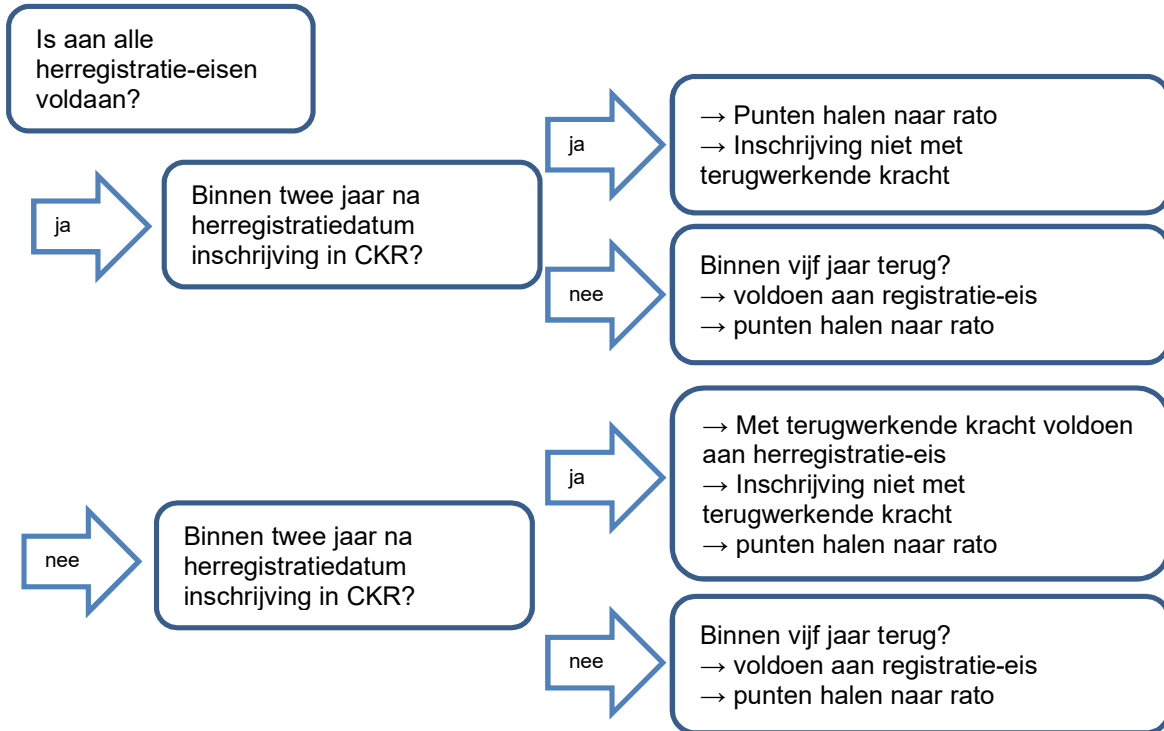 Is aan alle
herregistratie-eisen
voldaan?
ja
Binnen twee jaar na
herregistratiedatum
inschrijving in CKR?
ja
→ Punten halen naar rato
→ Inschrijving niet met
terugwerkende kracht
nee
Binnen vijf jaar terug?
→ voldoen aan registratie-eis
→ punten halen naar rato
nee
Binnen twee jaar na
herregistratiedatum
inschrijving in CKR?
ja
→ Met terugwerkende kracht voldoen
aan herregistratie-eis
→ Inschrijving niet met
terugwerkende kracht
→ punten halen naar rato
nee
Binnen vijf jaar terug?
→ voldoen aan registratie-eis
→ punten halen naar rato